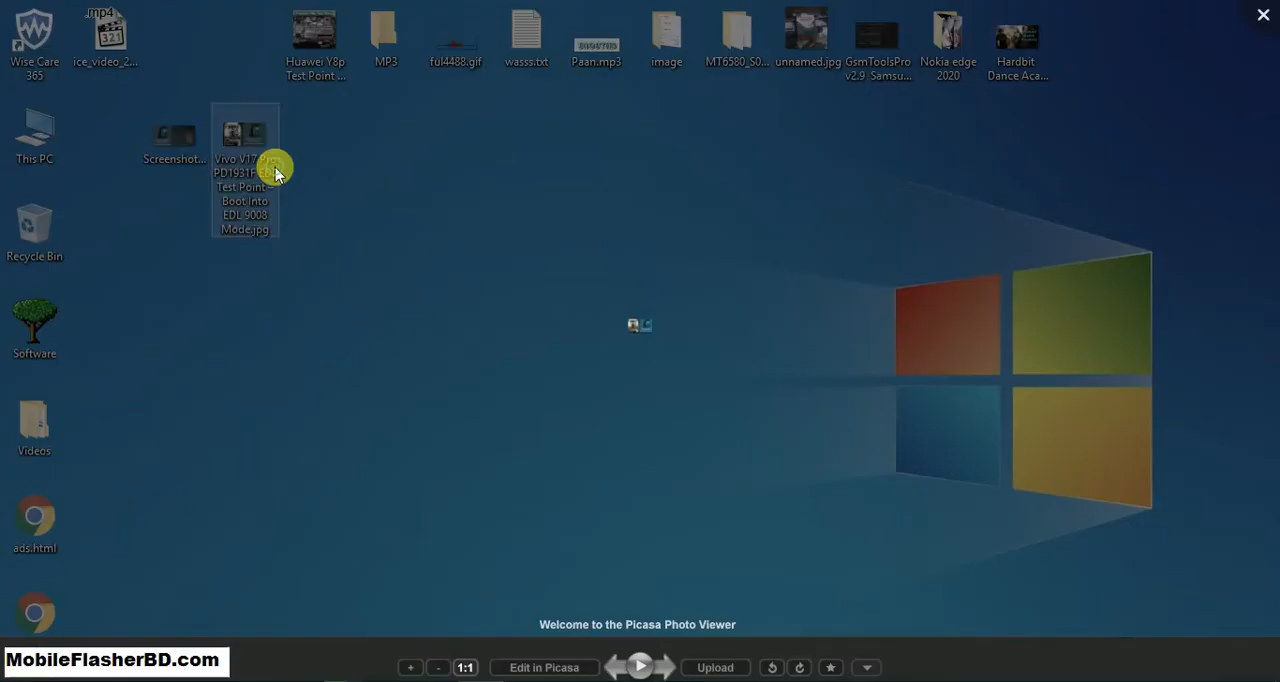 .mp4
Wise Care
365
ice_video_2...
Huawei Y8p
Test Point ...
MP3
ful4488.gif
wasss.txt
Paan.mp3
image
MT6580_S0...
unnamed.jpg
GsmToolsPro
v2.9_Samsu...
Nokia edge
2020
Hardbit
Dance Aca...
This PC
Screenshot...
Vivo V17 Pro
PD1931F
Test Point –
Boot Into
EDL 9008
Mode.jpg
Recycle Bin
Software
Videos
ads.html
Welcome to the Picasa Photo Viewer
MobileFlasherBD.com
+
-
1:1
Edit in Picasa
Upload